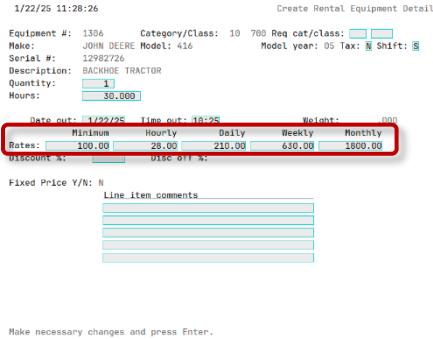 1/22/25 11:28:26 Create Rental Equipment Detail
Equipment #: 1306 Category/Class: 10 700 Req cat/class:
Make: JOHN DEERE Model: 416 Model year: 05 Tax: N Shift: S
Serial #: 12982726
Description: BACKHOE TRACTOR
Quantity: 1
Hours: 30.000
Date out: 1/22/25 Time out: 10:25 Weight: .000
Minimum Hourly Daily Weekly Monthly
Rates: 100.00 28.00 210.00 630.00 1800.00
Discount %: Disc off %:
Fixed Price Y/N: N
Line item comments
Make necessary changes and press Enter.